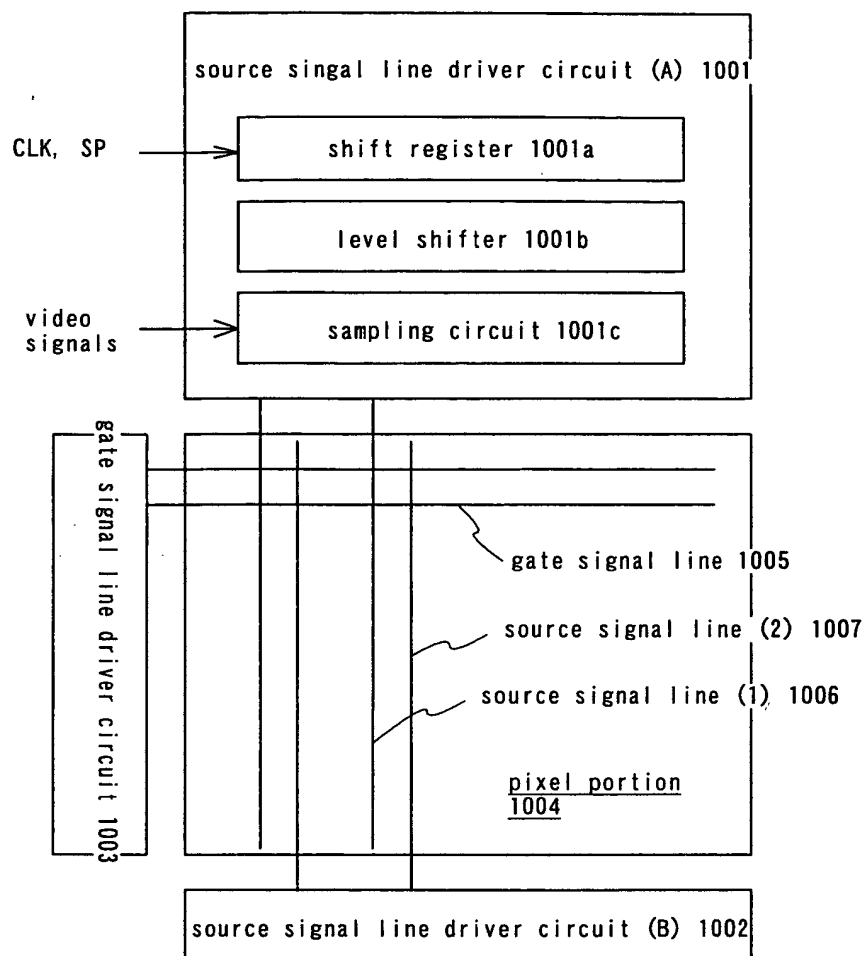 source singal line driver circuit (A) 1001
CLK, SP
shift register 1001a
level shifter 1001b
video
signals
sampling circuit 1001c
gate signal line driver circuit 1003
gate signal line 1005
source signal line (2) 1007
source signal line (1) 1006
pixel portion
1004
source signal line driver circuit (B) 1002